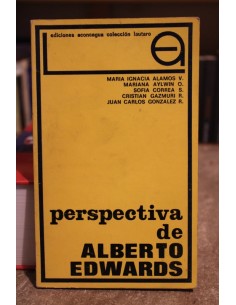 ediciones aconcagua colección lautaro
MARIA IGNACIA ALAMOS V.
MARIANA AYLWIN O.
SOFIA CORREA S.
CRISTIAN GAZMURI R.
JUAN CARLOS GONZALEZ R.
perspectiva
de
ALBERTO
EDWARDS